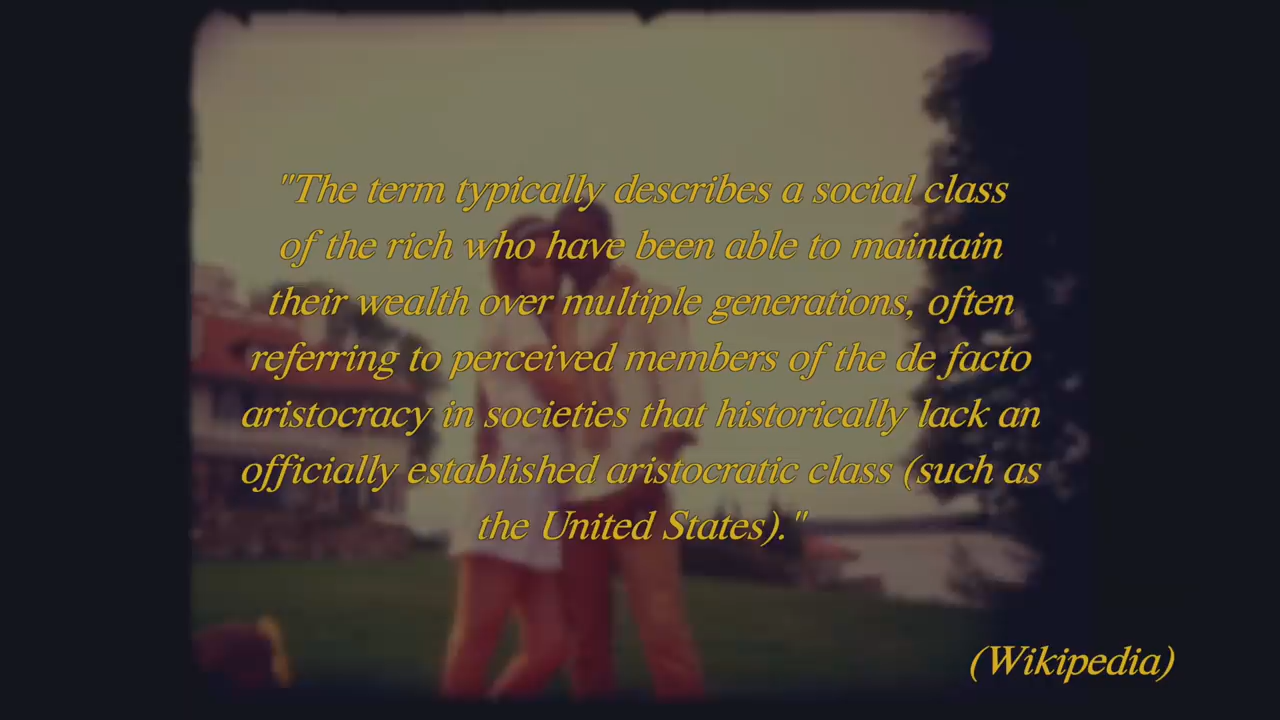 "The term typically describes a social class
of the rich who have been able to maintain
their wealth over multiple generations, often
referring to perceived members of the de facto
aristocracy in societies that historically lack an
officially established aristocratic class (such as
the United States)."
(Wikipedia)